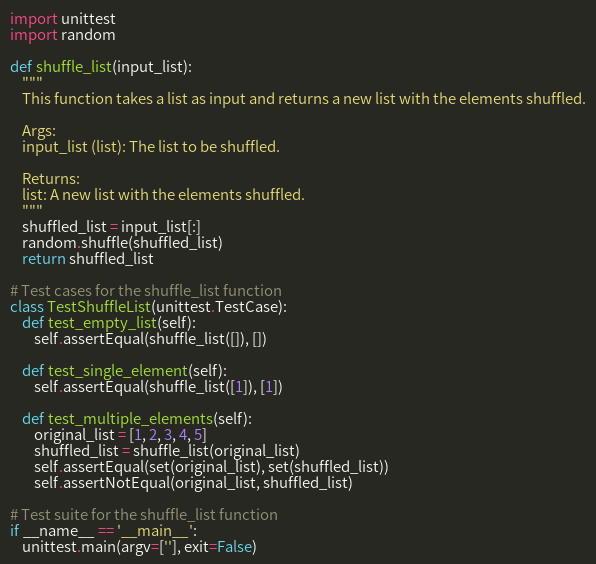 import unittest
import random

def shuffle_list(input_list):
    """
    This function takes a list as input and returns a new list with the elements shuffled.

    Args:
    input_list (list): The list to be shuffled.

    Returns:
    list: A new list with the elements shuffled.
    """
    shuffled_list = input_list[:]
    random.shuffle(shuffled_list)
    return shuffled_list

# Test cases for the shuffle_list function
class TestShuffleList(unittest.TestCase):
    def test_empty_list(self):
        self.assertEqual(shuffle_list([]), [])

    def test_single_element(self):
        self.assertEqual(shuffle_list([1]), [1])

    def test_multiple_elements(self):
        original_list = [1, 2, 3, 4, 5]
        shuffled_list = shuffle_list(original_list)
        self.assertEqual(set(original_list), set(shuffled_list))
        self.assertNotEqual(original_list, shuffled_list)

# Test suite for the shuffle_list function
if __name__ == '__main__':
    unittest.main(argv=[''], exit=False)